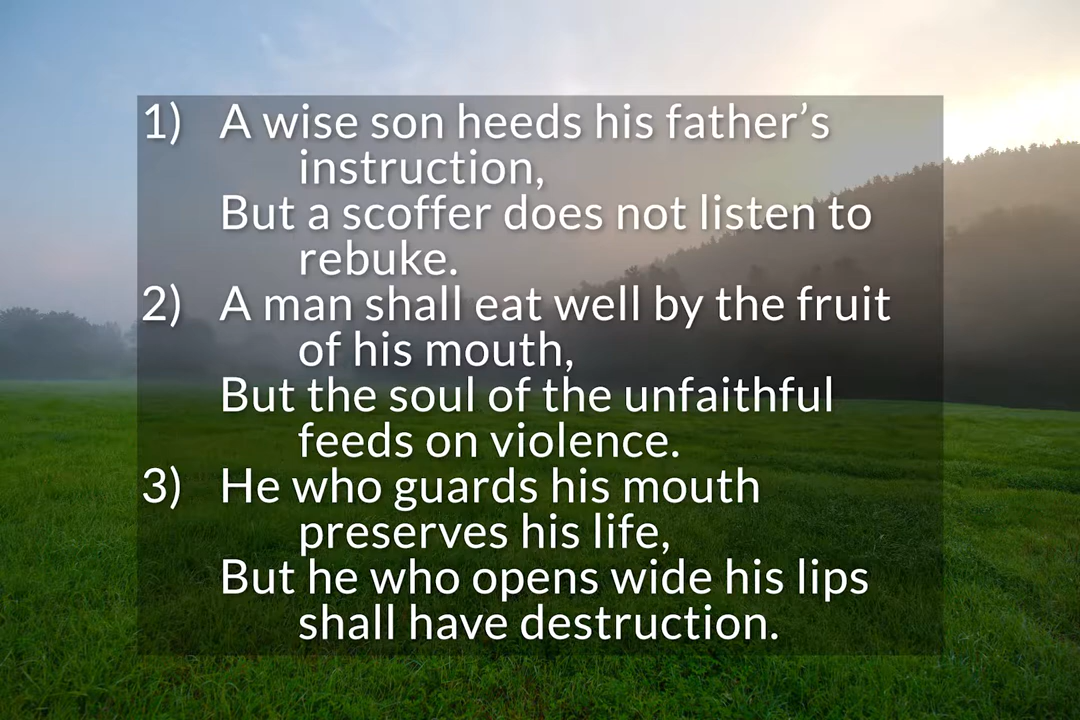 1) A wise son heeds his father’s
instruction,
But a scoffer does not listen to
rebuke.
2) A man shall eat well by the fruit
of his mouth,
But the soul of the unfaithful
feeds on violence.
3) He who guards his mouth
preserves his life,
But he who opens wide his lips
shall have destruction.